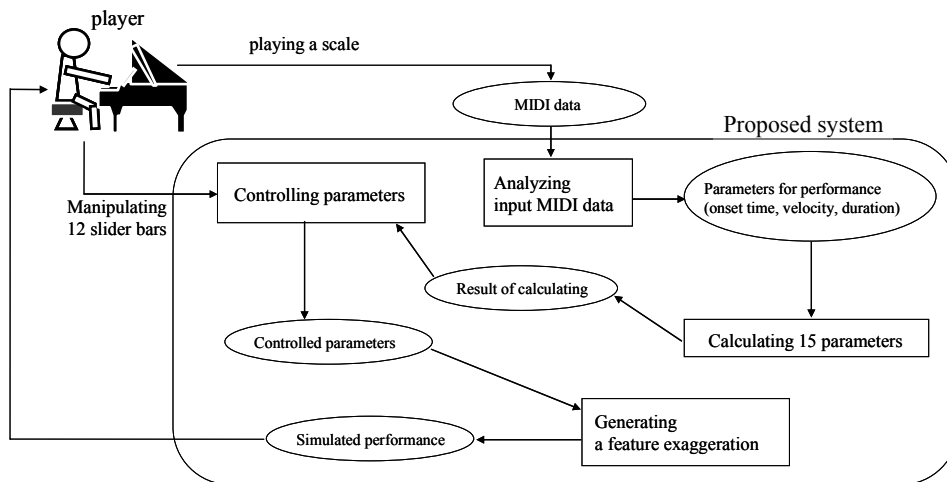 player
playing a scale
MIDI data
Proposed system
Controlling parameters
Analyzing
input MIDI data
Parameters for performance
(onset time, velocity, duration)
Manipulating
12 slider bars
Result of calculating
Controlled parameters
Calculating 15 parameters
Generating
a feature exaggeration
Simulated performance